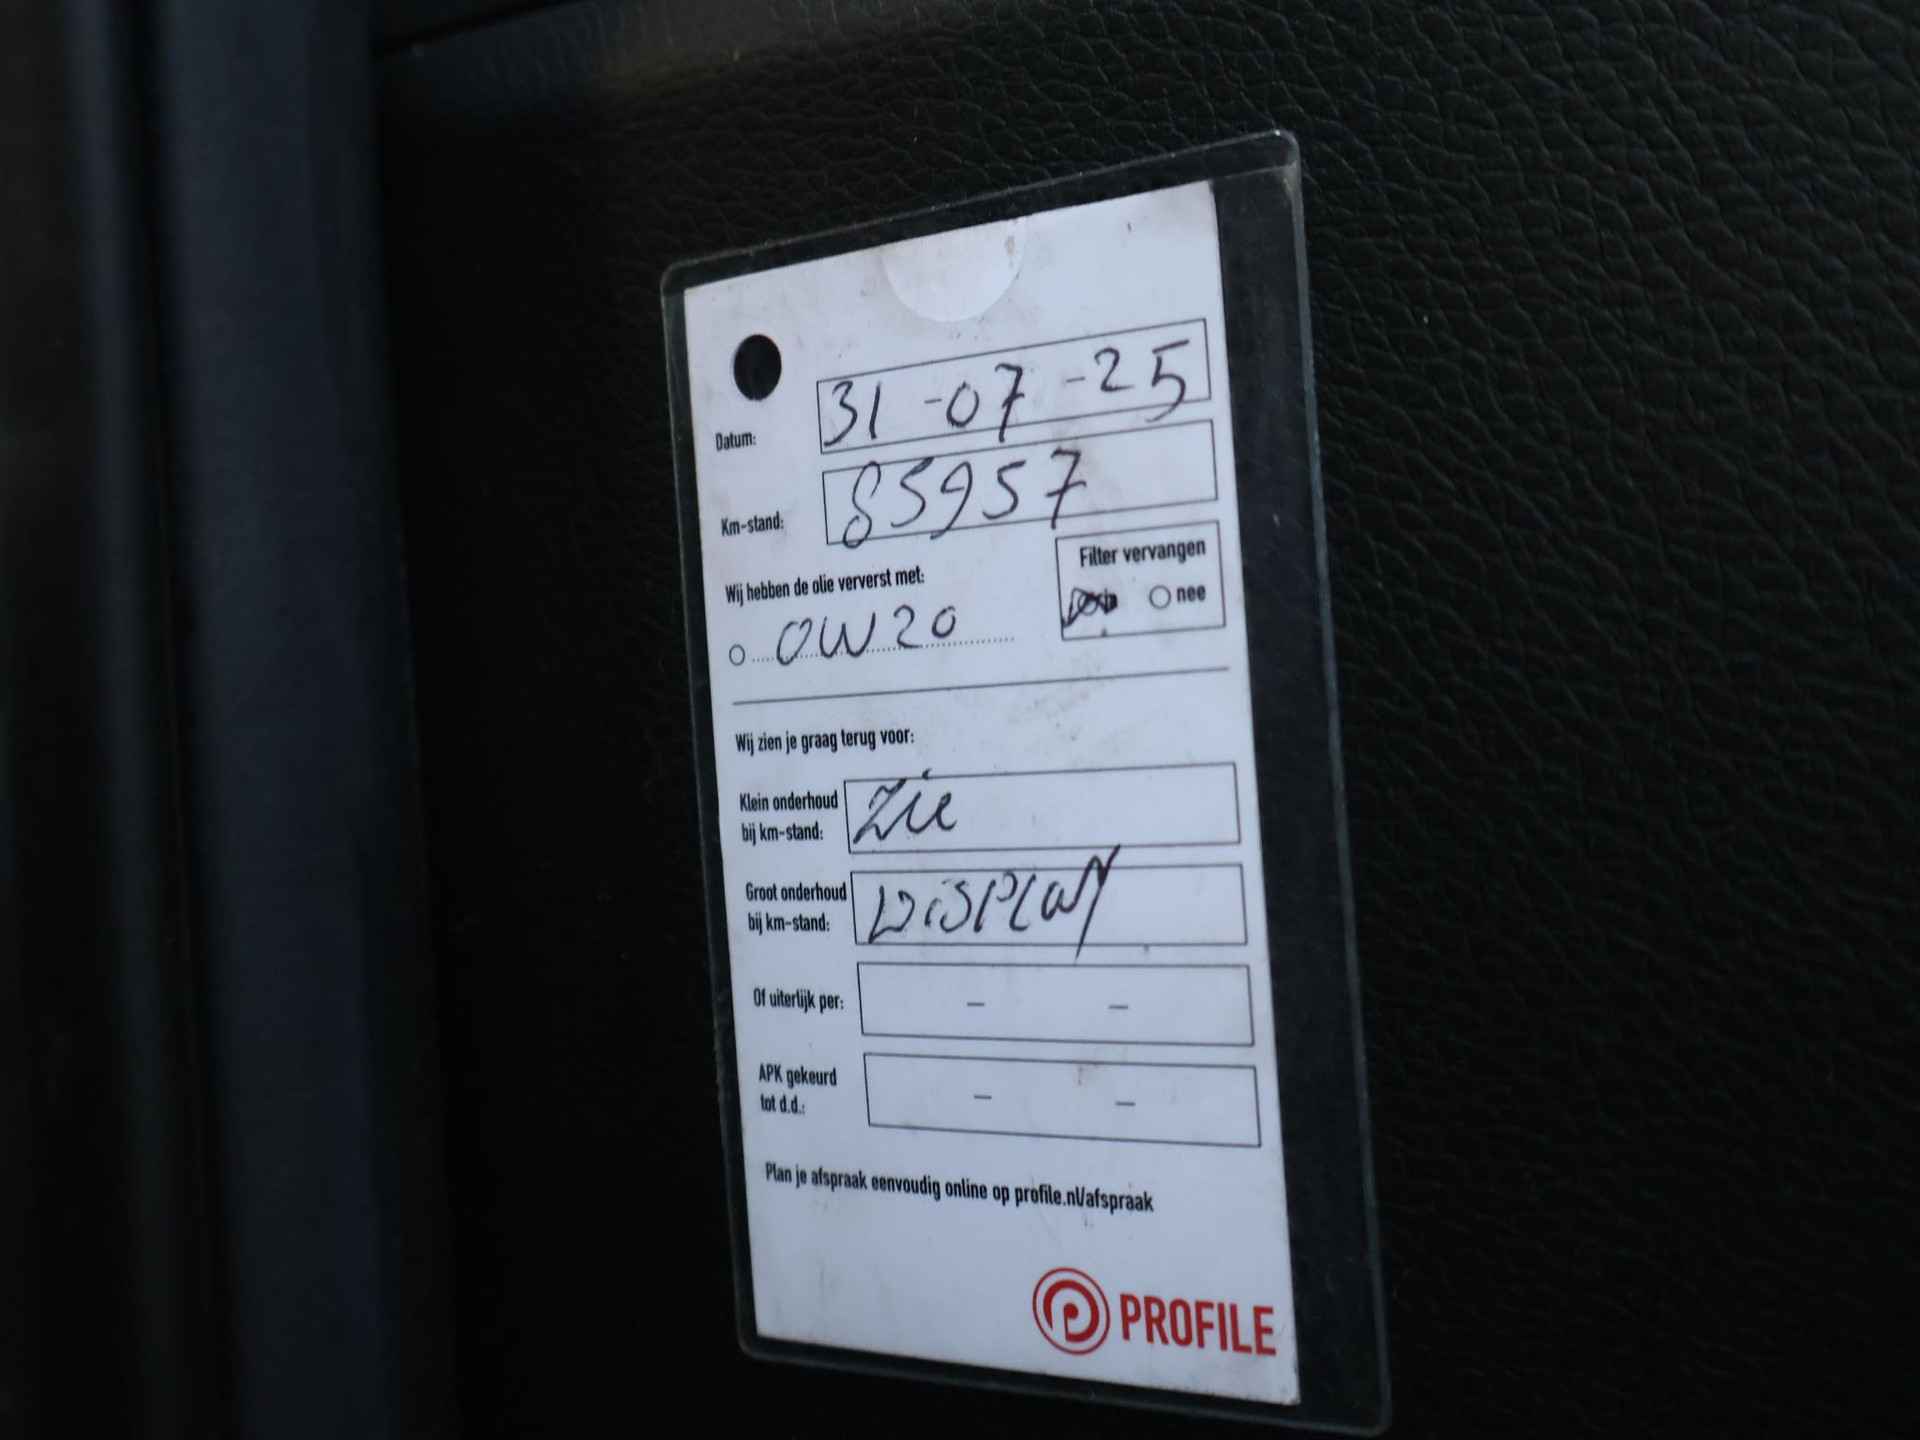 Datum: 31-07-25
Km-stand: 85957
Wij hebben de olie ververst met:
Filter vervangen
nee
0W20
Wij zien je graag terug voor:
Klein onderhoud
bij km-stand: Zie
Groot onderhoud
bij km-stand: DISPLAY
Of uiterlijk per: - -
APK gekeurd
tot d.d.: - -
Plan je afspraak eenvoudig online op profile.nl/afspraak
PROFILE